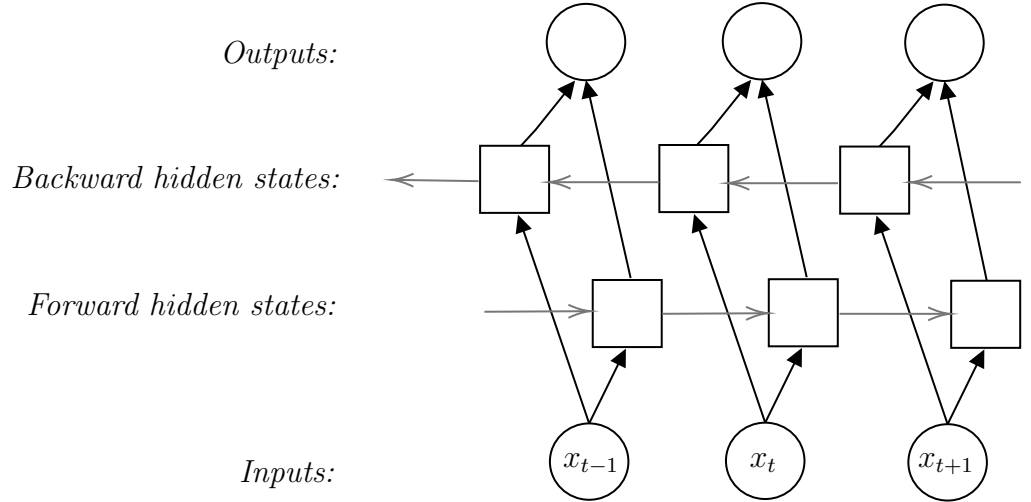 Outputs:
Backward hidden states:
Forward hidden states:
Inputs:
x_{t−1}
x_t
x_{t+1}